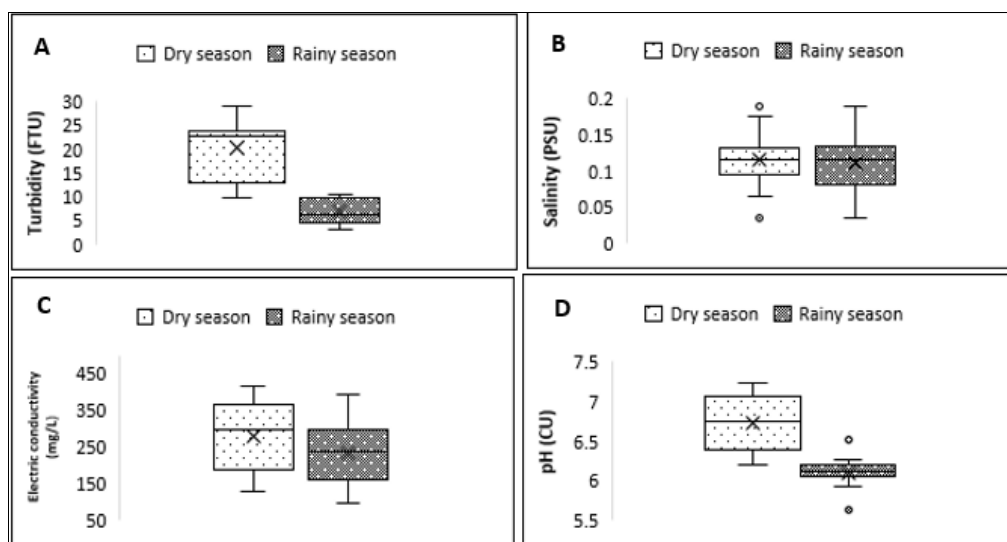 A
Dry season Rainy season
Turbidity (FTU)
30
25
20
15
10
5
0
B
Dry season Rainy season
Salinity (PSU)
0.2
0.15
0.1
0.05
0
C
Dry season Rainy season
Electric conductivity
(mg/L)
450
350
250
150
50
D
Dry season Rainy season
pH (CU)
7.5
7
6.5
6
5.5